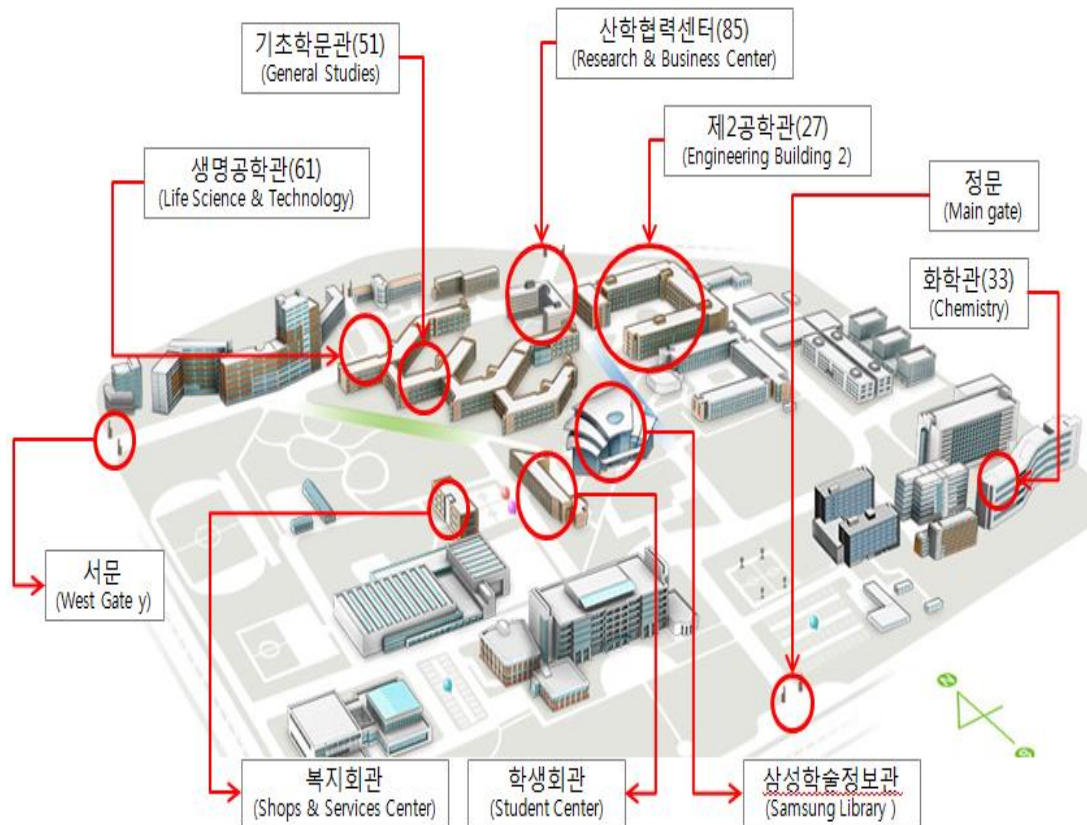 산학협력센터(85)
(Research & Business Center)
기초학문관(51)
(General Studies)
제2공학관(27)
(Engineering Building 2)
생명공학관(61)
(Life Science & Technology)
정문
(Main gate)
화학관(33)
(Chemistry)
서문
(West Gate y)
복지회관
(Shops & Services Center)
학생회관
(Student Center)
삼성학술정보관
(Samsung Library )